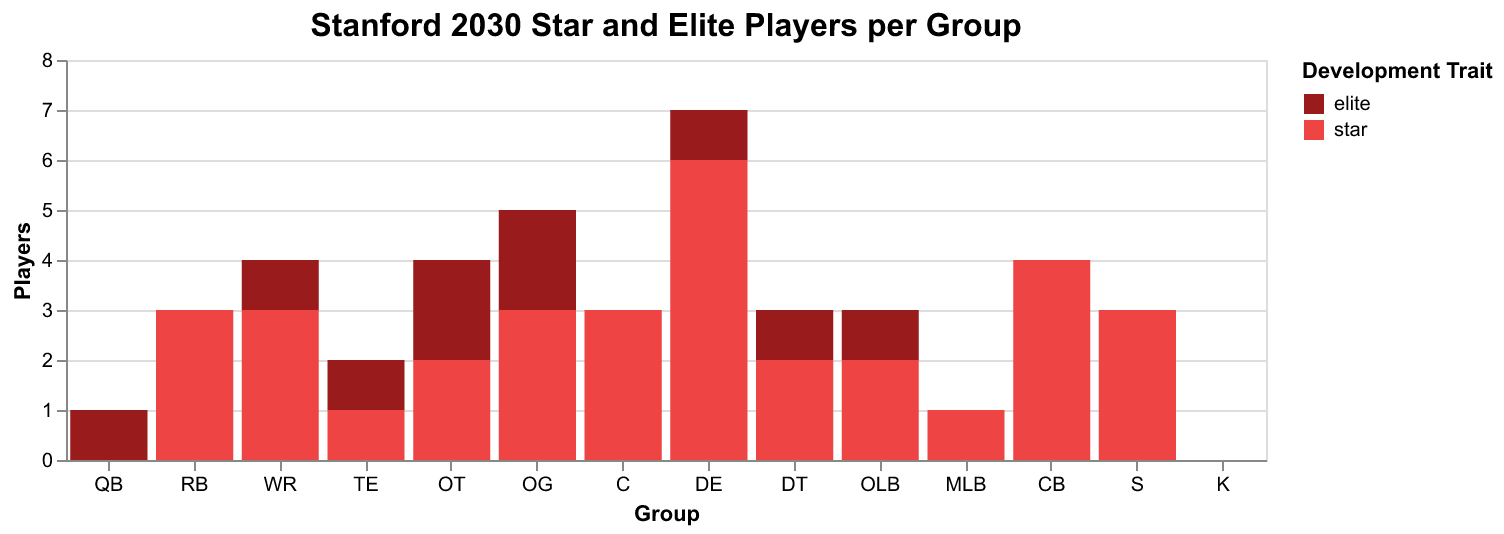 Stanford 2030 Star and Elite Players per Group
Development Trait
elite
star
Players
8
7
6
5
4
3
2
1
0
QB RB WR TE OT OG C DE DT OLB MLB CB S K
Group